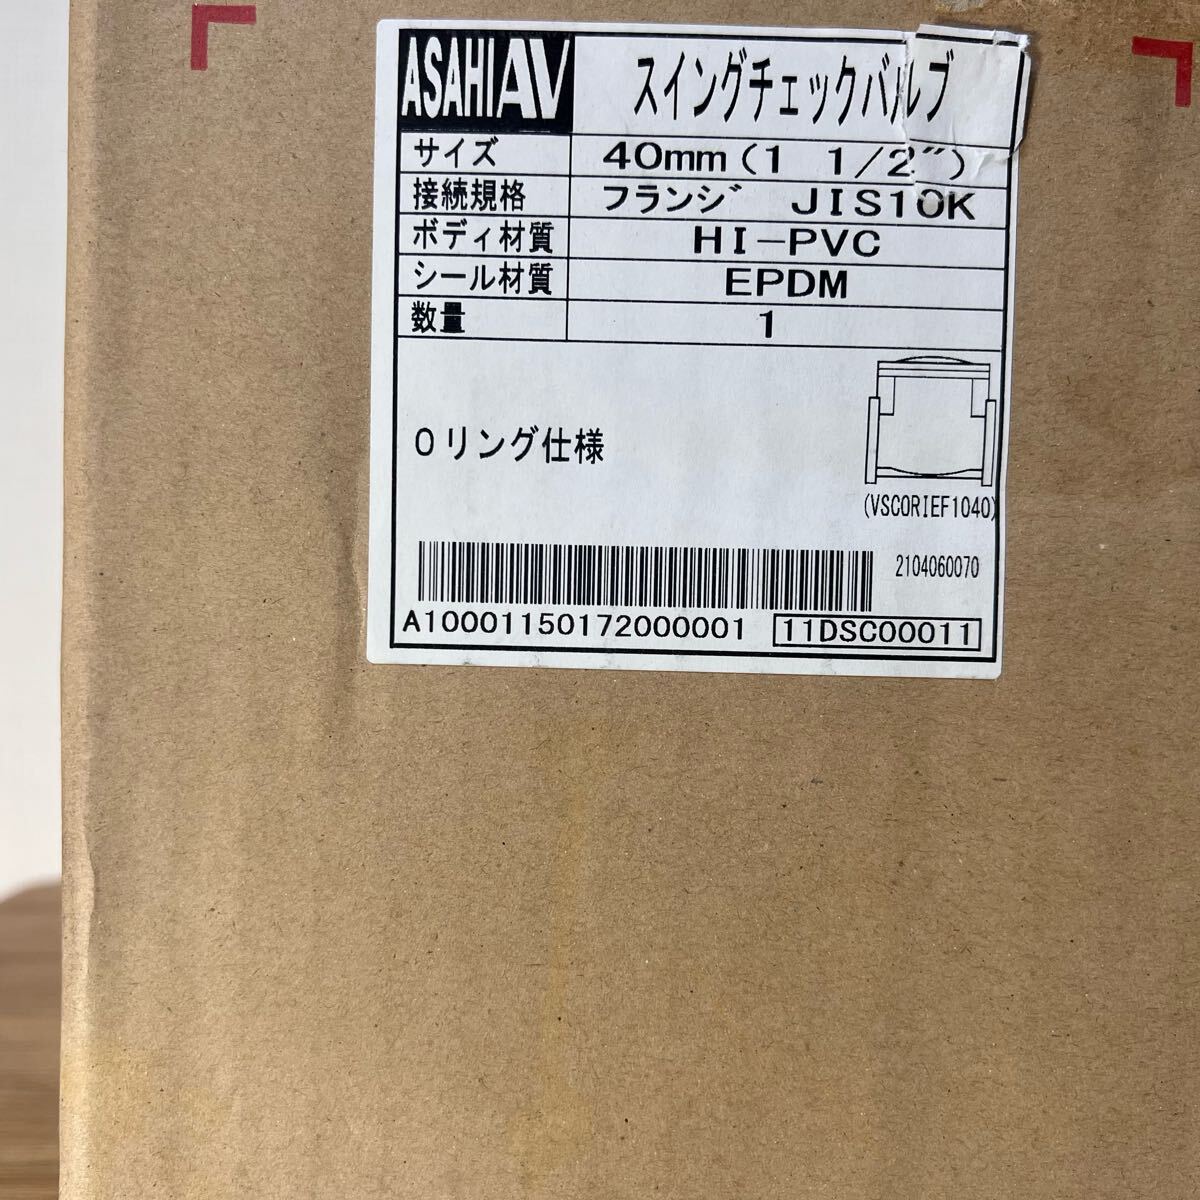 ASAHI AV スイングチェックバルブ
サイズ 40mm(1 1/2")
接続規格 フランジ JIS10K
ボディ材質 HI-PVC
シール材質 EPDM
数量 1
Oリング仕様
(VSCORIEF1040)
2104060070
A10001150172000001 11DSC00011